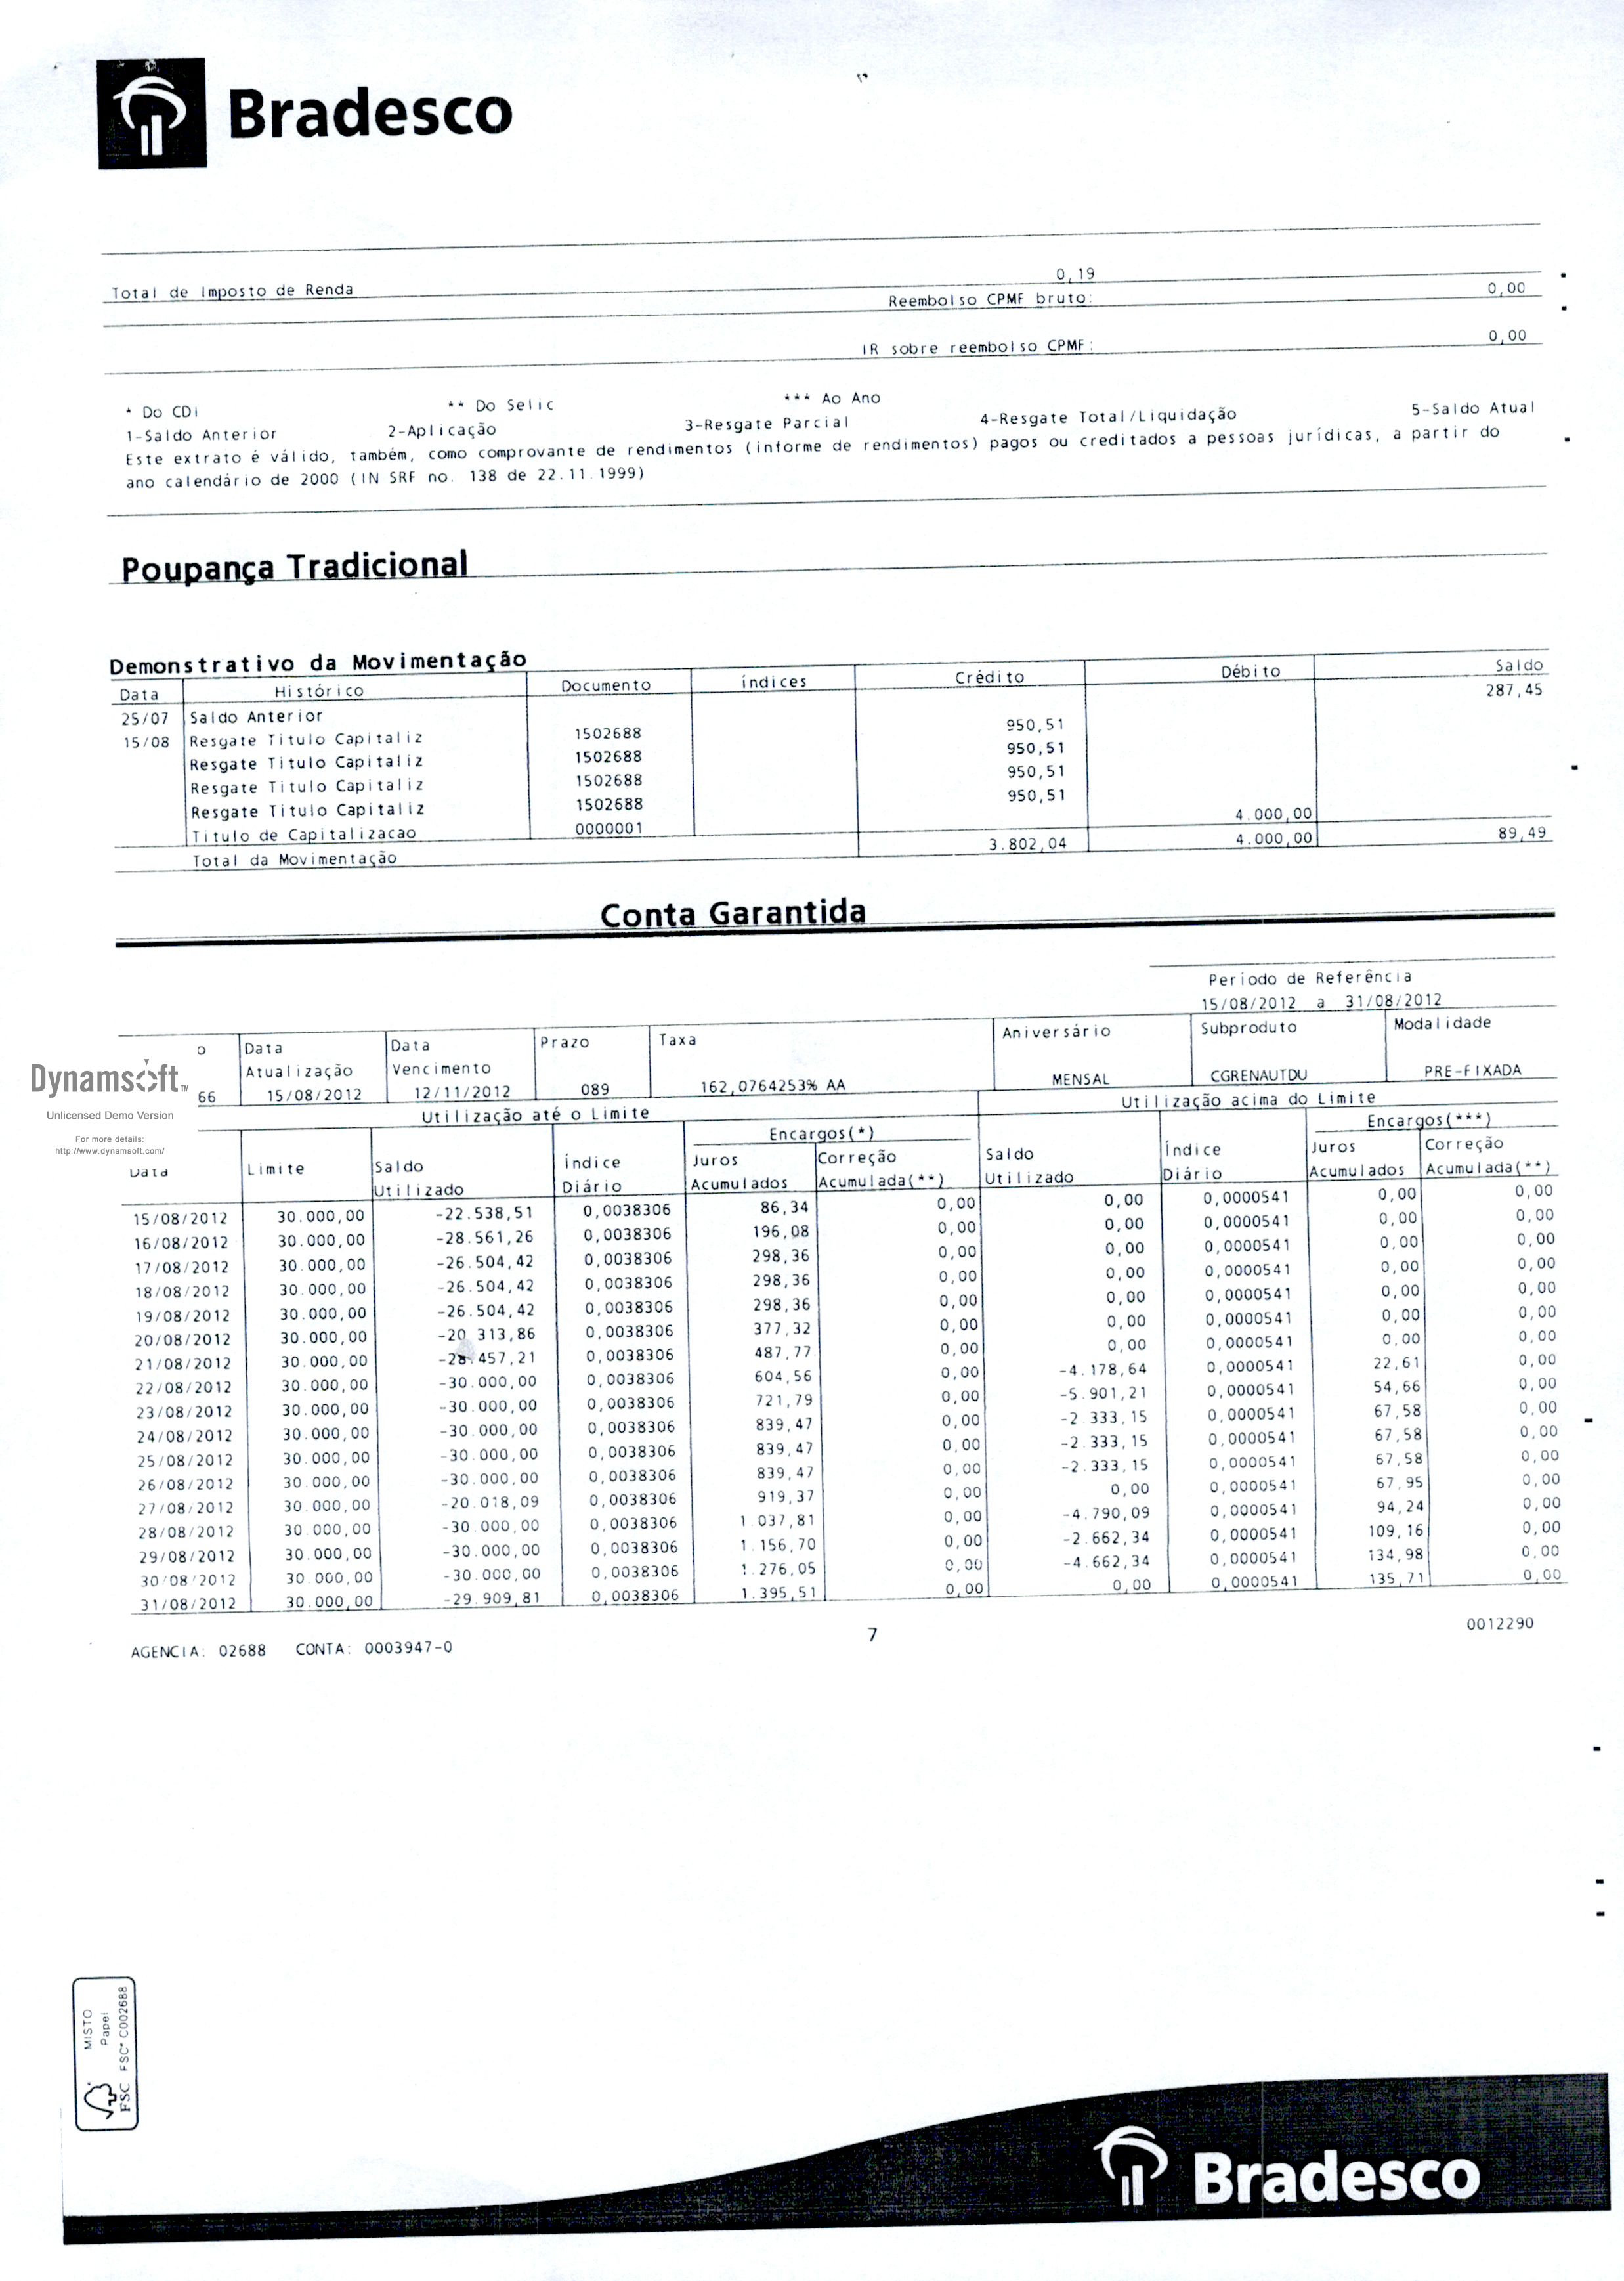 Bradesco
Total de Imposto de Renda 0,19
Reembolso CPMF bruto: 0,00
IR sobre reembolso CPMF: 0,00
* Do CDI ** Do Selic *** Ao Ano
1-Saldo Anterior 2-Aplicação 3-Resgate Parcial 4-Resgate Total/Liquidação 5-Saldo Atual
Este extrato é válido, também, como comprovante de rendimentos (informe de rendimentos) pagos ou creditados a pessoas jurídicas, a partir do
ano calendário de 2000 (IN SRF no. 138 de 22.11.1999)
Poupança Tradicional
Demonstrativo da Movimentação
Data Histórico Documento índices Crédito Débito Saldo
25/07 Saldo Anterior 287,45
15/08 Resgate Titulo Capitaliz 1502688 950,51
Resgate Titulo Capitaliz 1502688 950,51
Resgate Titulo Capitaliz 1502688 950,51
Resgate Titulo Capitaliz 1502688 950,51
Titulo de Capitalizacao 0000001 4.000,00
Total da Movimentação 3.802,04 4.000,00 89,49
Conta Garantida
Período de Referência
15/08/2012 a 31/08/2012
o Data Data Prazo Taxa Aniversário Subproduto Modalidade
Atualização Vencimento
66 15/08/2012 12/11/2012 089 162,0764253% AA MENSAL CGRENAUTDU PRE-FIXADA
Dynamsoft TM
Unlicensed Demo Version
For more details:
http://www.dynamsoft.com/
Utilização até o Limite Utilização acima do Limite
Encargos(*) Encargos(***)
Data Limite Saldo Índice Juros Correção Saldo Índice Juros Correção
Utilizado Diário Acumulados Acumulada(**) Utilizado Diário Acumulados Acumulada(**)
15/08/2012 30.000,00 -22.538,51 0,0038306 86,34 0,00 0,00 0,0000541 0,00 0,00
16/08/2012 30.000,00 -28.561,26 0,0038306 196,08 0,00 0,00 0,0000541 0,00 0,00
17/08/2012 30.000,00 -26.504,42 0,0038306 298,36 0,00 0,00 0,0000541 0,00 0,00
18/08/2012 30.000,00 -26.504,42 0,0038306 298,36 0,00 0,00 0,0000541 0,00 0,00
19/08/2012 30.000,00 -26.504,42 0,0038306 298,36 0,00 0,00 0,0000541 0,00 0,00
20/08/2012 30.000,00 -20.313,86 0,0038306 377,32 0,00 0,00 0,0000541 0,00 0,00
21/08/2012 30.000,00 -28.457,21 0,0038306 487,77 0,00 0,00 0,0000541 0,00 0,00
22/08/2012 30.000,00 -30.000,00 0,0038306 604,56 0,00 -4.178,64 0,0000541 22,61 0,00
23/08/2012 30.000,00 -30.000,00 0,0038306 721,79 0,00 -5.901,21 0,0000541 54,66 0,00
24/08/2012 30.000,00 -30.000,00 0,0038306 839,47 0,00 -2.333,15 0,0000541 67,58 0,00
25/08/2012 30.000,00 -30.000,00 0,0038306 839,47 0,00 -2.333,15 0,0000541 67,58 0,00
26/08/2012 30.000,00 -30.000,00 0,0038306 839,47 0,00 -2.333,15 0,0000541 67,58 0,00
27/08/2012 30.000,00 -20.018,09 0,0038306 919,37 0,00 0,00 0,0000541 67,95 0,00
28/08/2012 30.000,00 -30.000,00 0,0038306 1.037,81 0,00 -4.790,09 0,0000541 94,24 0,00
29/08/2012 30.000,00 -30.000,00 0,0038306 1.156,70 0,00 -2.662,34 0,0000541 109,16 0,00
30/08/2012 30.000,00 -30.000,00 0,0038306 1.276,05 0,00 -4.662,34 0,0000541 134,98 0,00
31/08/2012 30.000,00 -29.909,81 0,0038306 1.395,51 0,00 0,00 0,0000541 135,71 0,00
AGENCIA: 02688 CONTA: 0003947-0 7 0012290
MISTO
Papel
FSC FSC* C002688
Bradesco